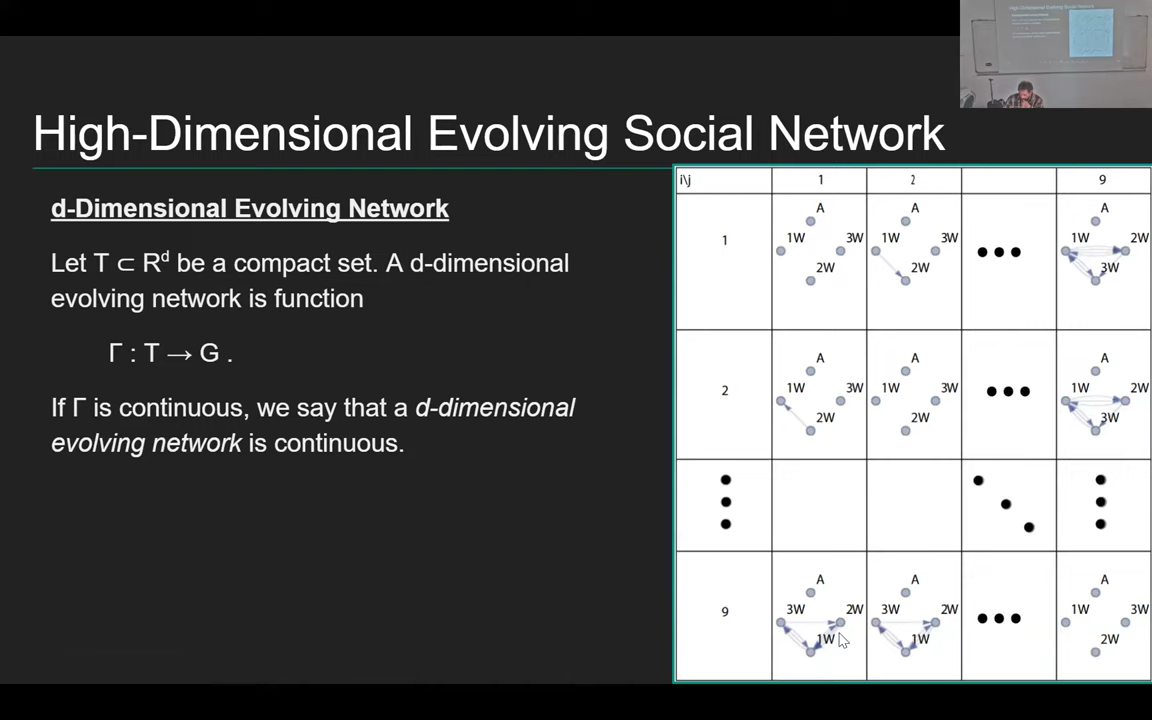 High-Dimensional Evolving Social Network
d-Dimensional Evolving Network
Let T ⊂ Rᵈ be a compact set. A d-dimensional
evolving network is function
Γ : T → G .
If Γ is continuous, we say that a d-dimensional
evolving network is continuous.
i\j 1 2 9
1
A 1W 3W 2W
A 1W 3W 2W
A 1W 2W 3W
2
A 1W 3W 2W
A 1W 3W 2W
A 1W 2W 3W
9
A 3W 2W 1W
A 3W 2W 1W
A 1W 3W 2W